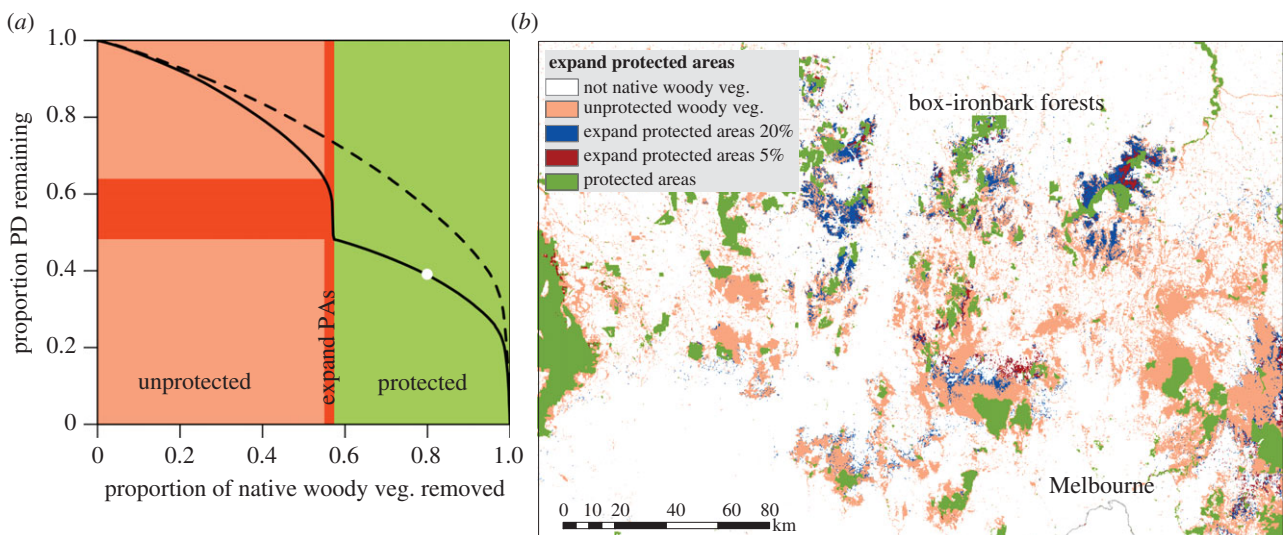 (a)
1.0
0.8
0.6
0.4
0.2
0
proportion PD remaining
unprotected
expand PAs
protected
0 0.2 0.4 0.6 0.8 1.0
proportion of native woody veg. removed
(b)
expand protected areas
not native woody veg.
unprotected woody veg.
expand protected areas 20%
expand protected areas 5%
protected areas
box-ironbark forests
Melbourne
0 10 20 40 60 80
km